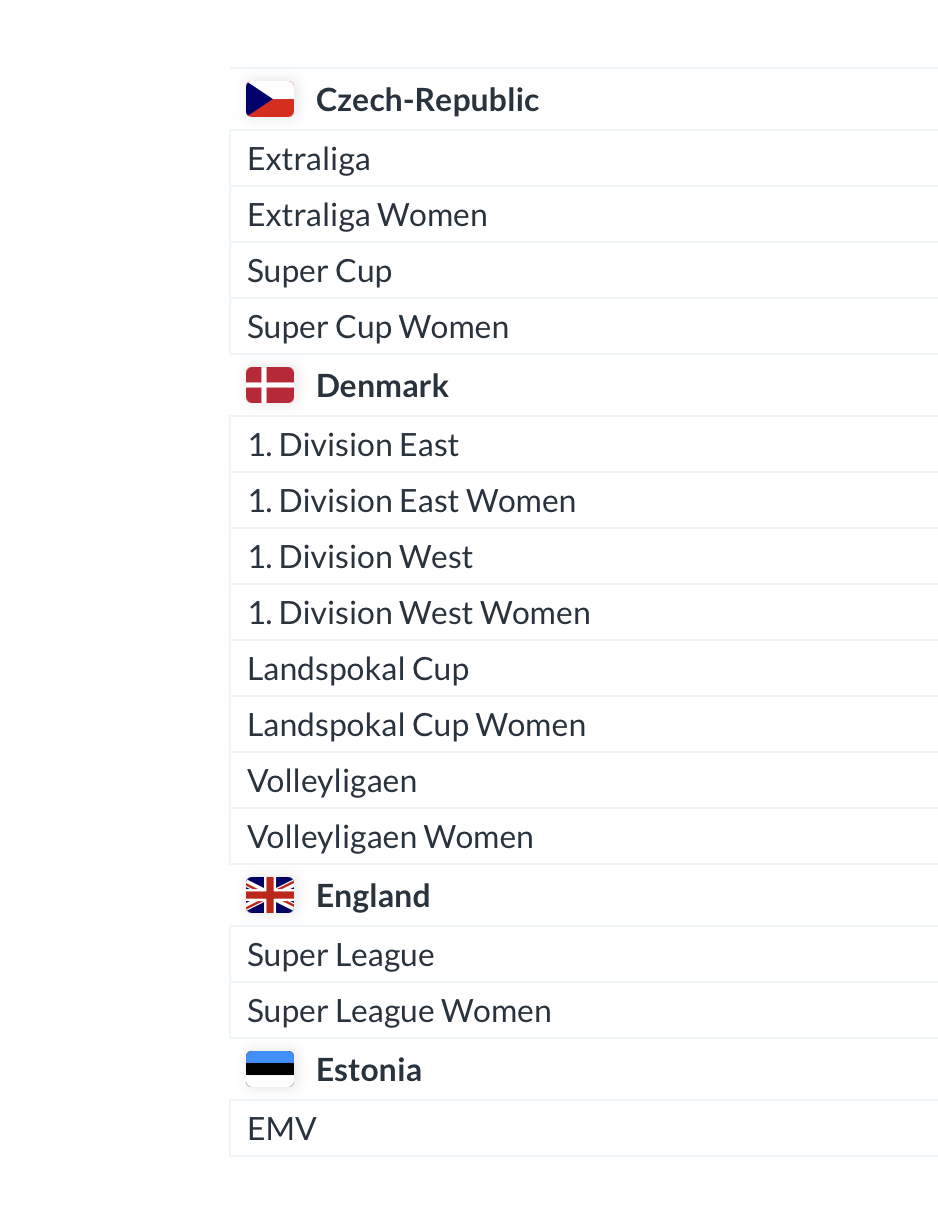 Czech-Republic
Extraliga
Extraliga Women
Super Cup
Super Cup Women
Denmark
1. Division East
1. Division East Women
1. Division West
1. Division West Women
Landspokal Cup
Landspokal Cup Women
Volleyligaen
Volleyligaen Women
England
Super League
Super League Women
Estonia
EMV